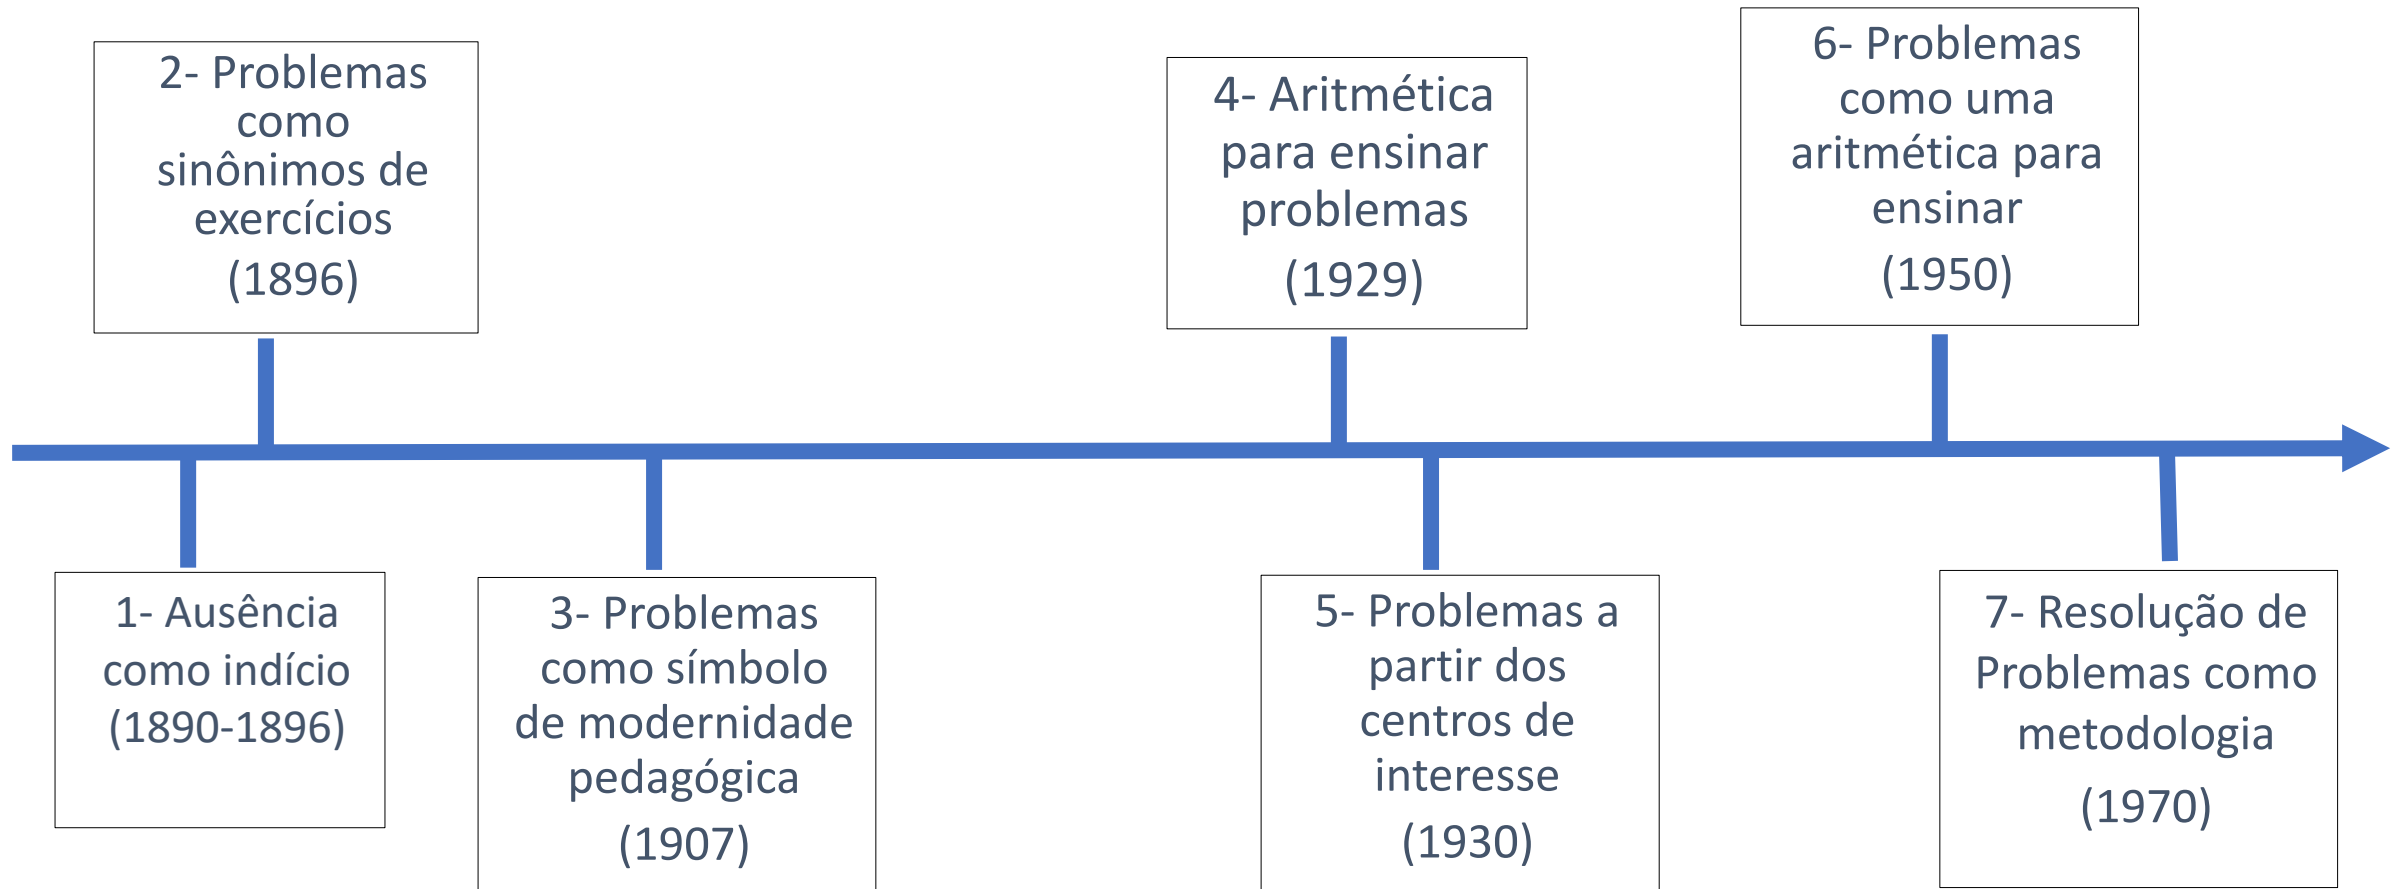 2- Problemas
como
sinônimos de
exercícios
(1896)
4- Aritmética
para ensinar
problemas
(1929)
6- Problemas
como uma
aritmética para
ensinar
(1950)
1- Ausência
como indício
(1890-1896)
3- Problemas
como símbolo
de modernidade
pedagógica
(1907)
5- Problemas a
partir dos
centros de
interesse
(1930)
7- Resolução de
Problemas como
metodologia
(1970)